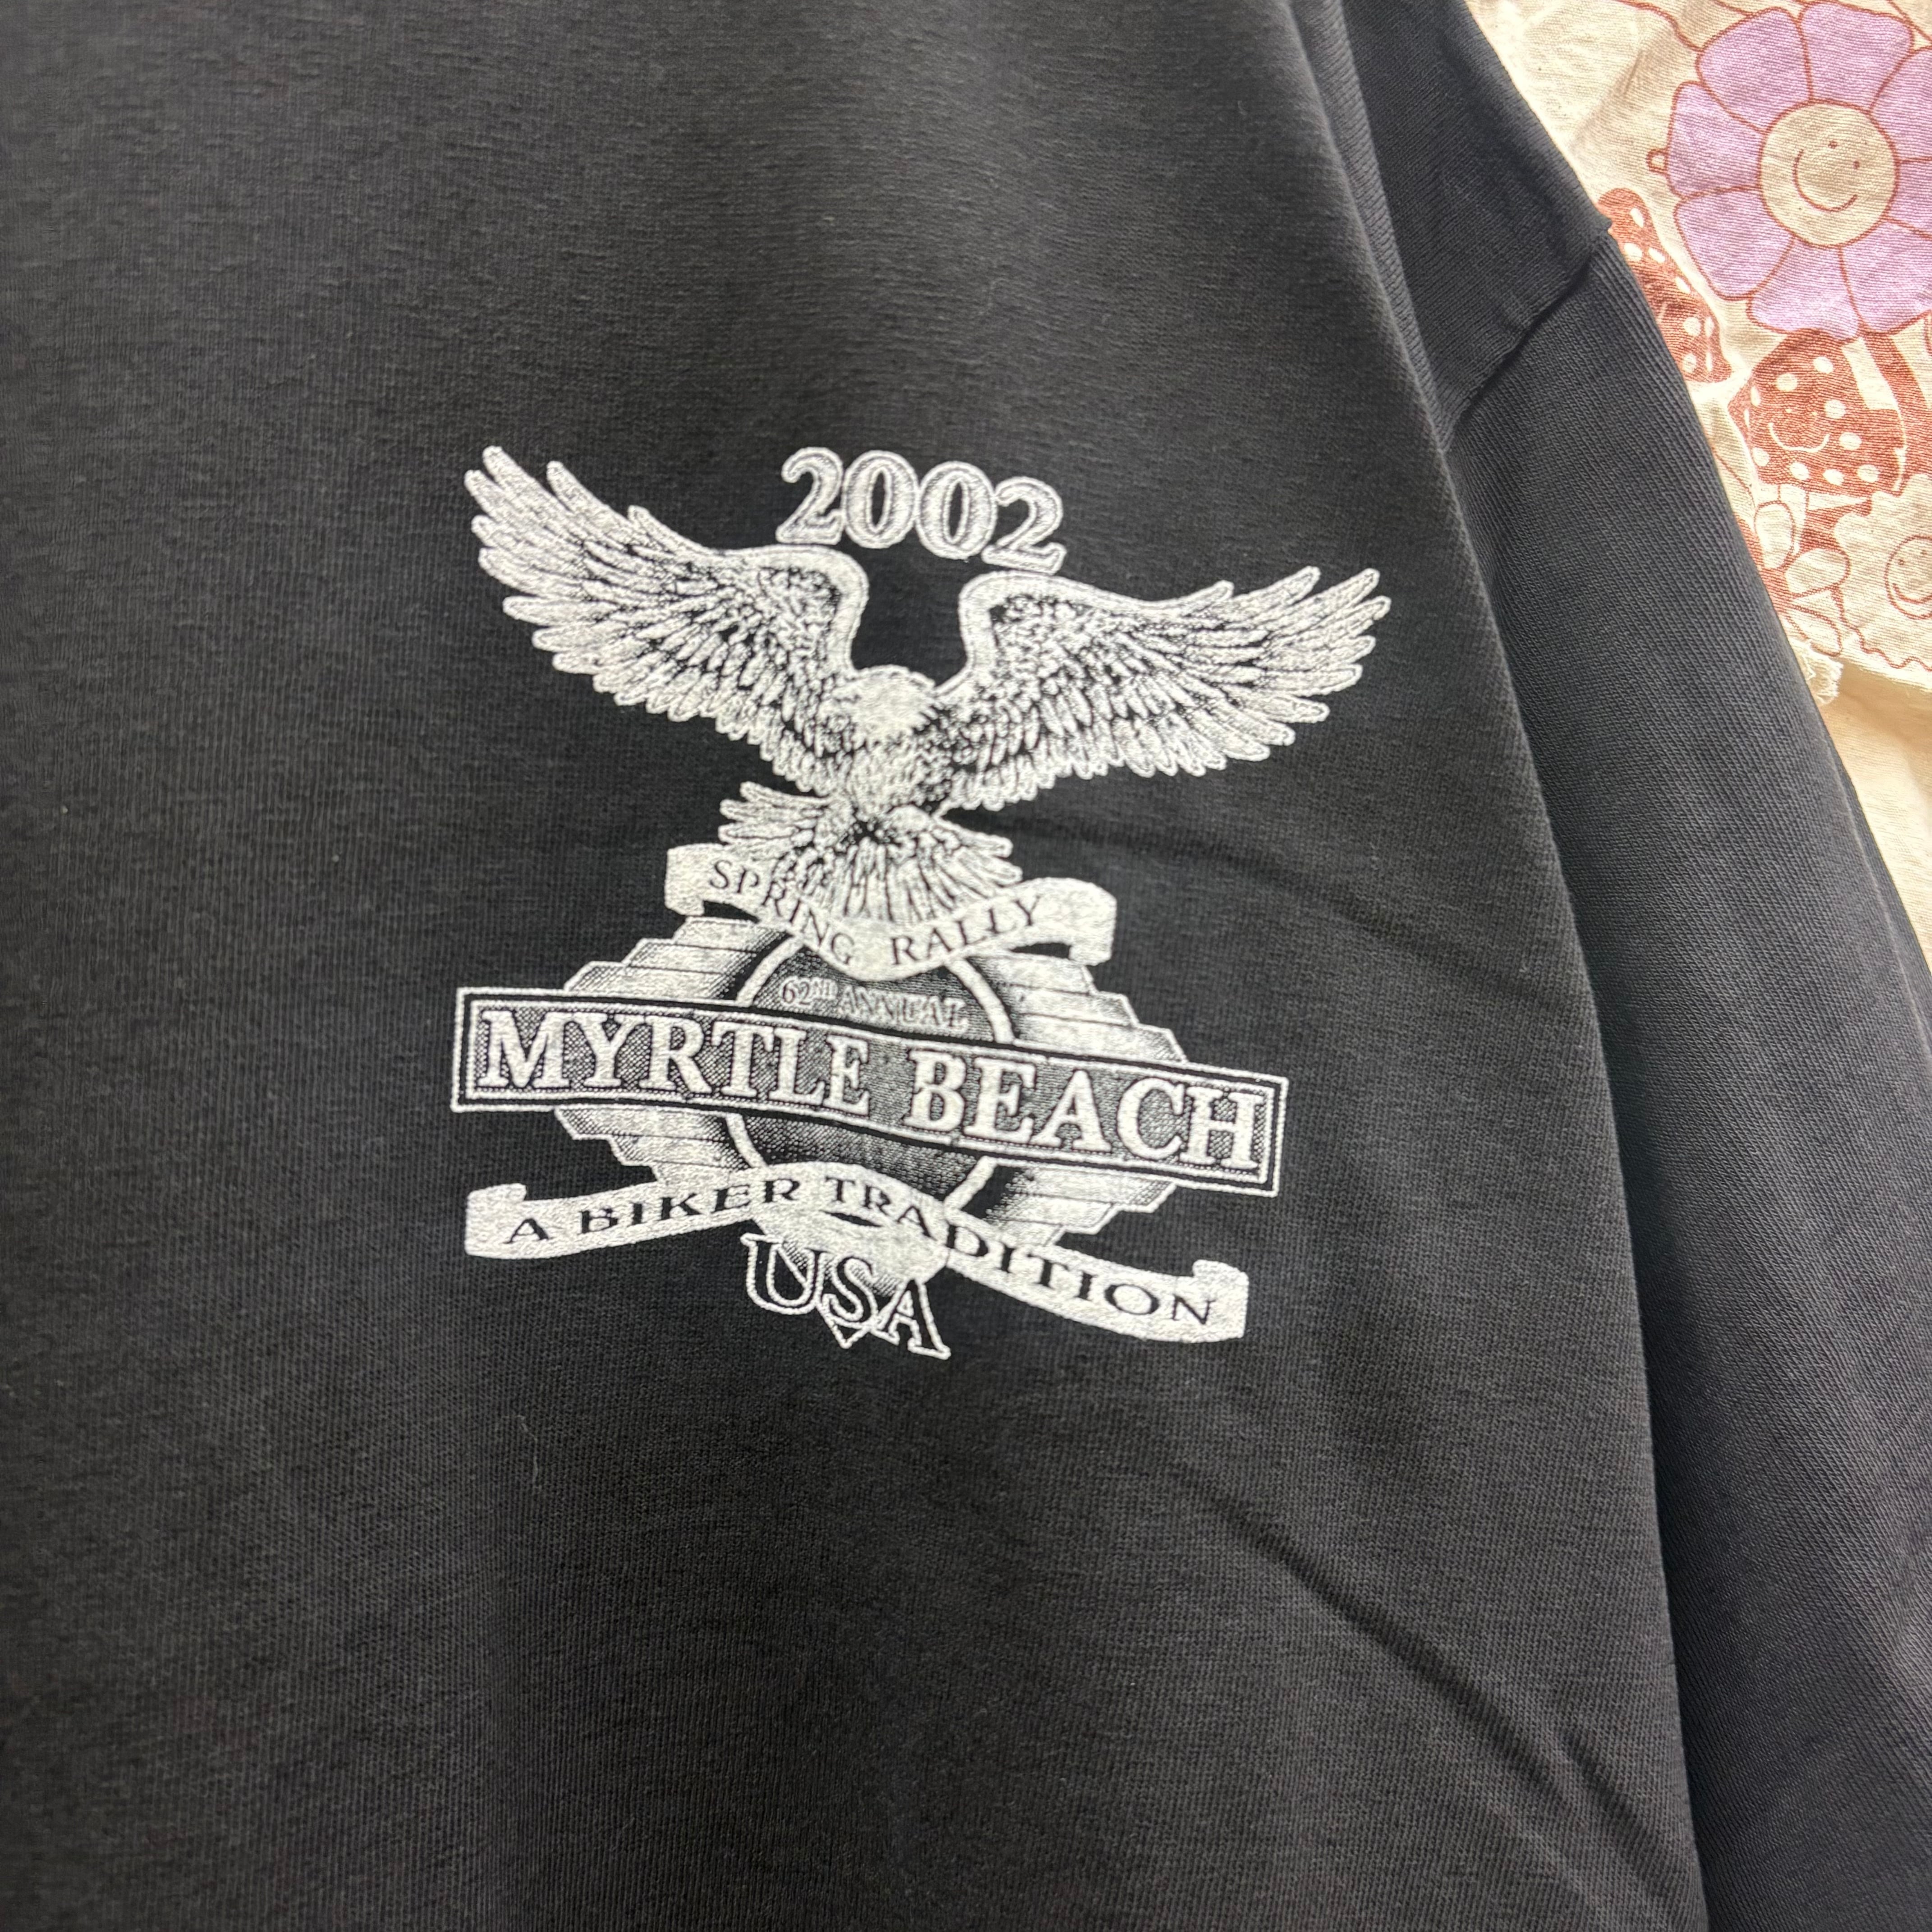 2002
SPRING RALLY
62ND ANNUAL
MYRTLE BEACH
A BIKER TRADITION
USA